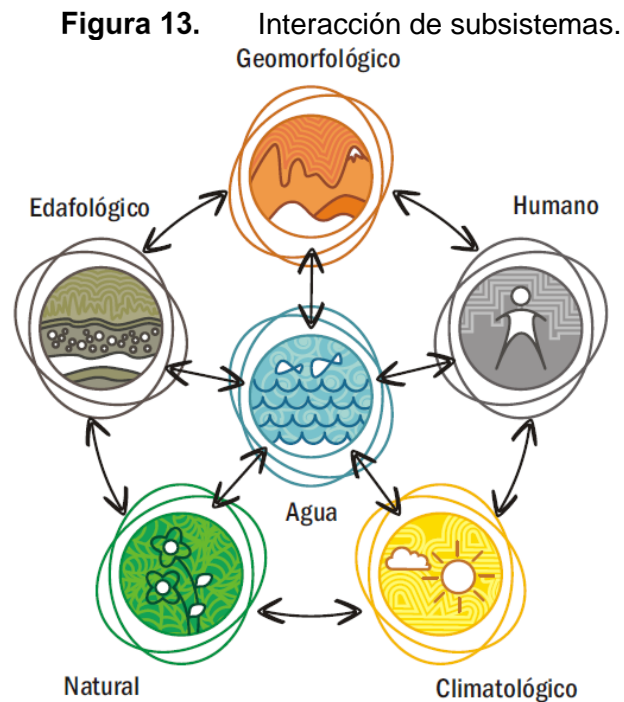 Figura 13. Interacción de subsistemas.
Geomorfológico
Edafológico
Humano
Agua
Natural
Climatológico